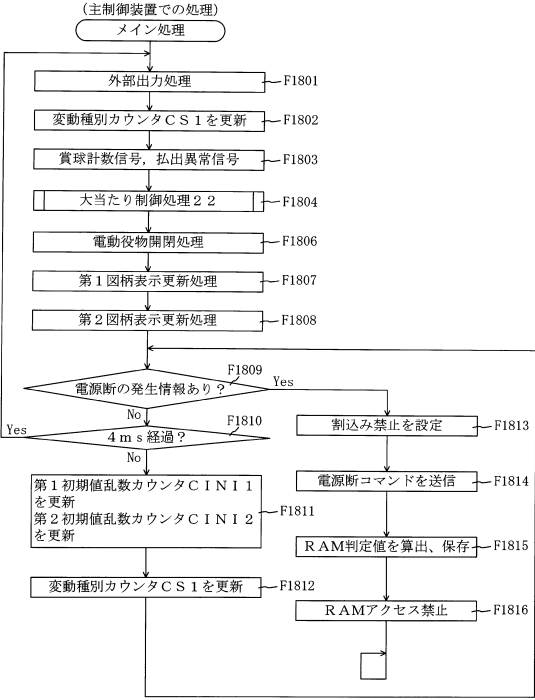 (主制御装置での処理)
メイン処理
外部出力処理
F1801
変動種別カウンタCS1を更新
F1802
賞球計数信号,払出異常信号
F1803
大当たり制御処理22
F1804
電動役物開閉処理
F1806
第1図柄表示更新処理
F1807
第2図柄表示更新処理
F1808
F1809
電源断の発生情報あり?
Yes
No
F1810
Yes
4ms経過?
No
第1初期値乱数カウンタCINI1
を更新
第2初期値乱数カウンタCINI2
を更新
F1811
変動種別カウンタCS1を更新
F1812
割込み禁止を設定
F1813
電源断コマンドを送信
F1814
RAM判定値を算出、保存
F1815
RAMアクセス禁止
F1816